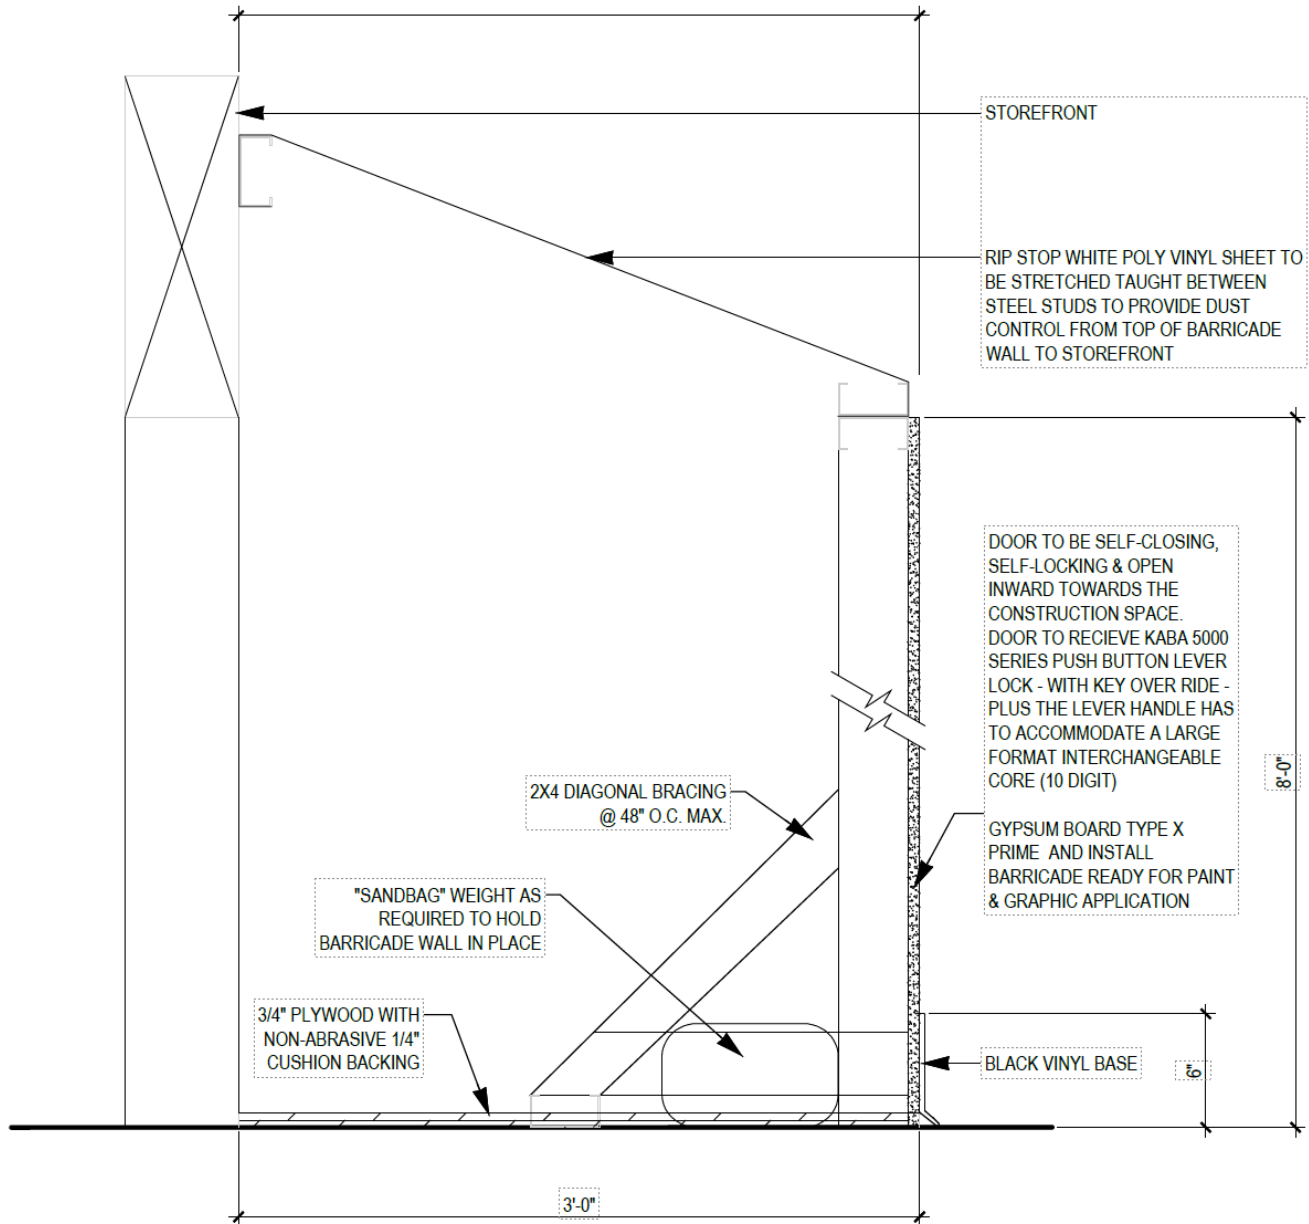 STOREFRONT
RIP STOP WHITE POLY VINYL SHEET TO
BE STRETCHED TAUGHT BETWEEN
STEEL STUDS TO PROVIDE DUST
CONTROL FROM TOP OF BARRICADE
WALL TO STOREFRONT
DOOR TO BE SELF-CLOSING,
SELF-LOCKING & OPEN
INWARD TOWARDS THE
CONSTRUCTION SPACE.
DOOR TO RECIEVE KABA 5000
SERIES PUSH BUTTON LEVER
LOCK - WITH KEY OVER RIDE -
PLUS THE LEVER HANDLE HAS
TO ACCOMMODATE A LARGE
FORMAT INTERCHANGEABLE
CORE (10 DIGIT)
GYPSUM BOARD TYPE X
PRIME AND INSTALL
BARRICADE READY FOR PAINT
& GRAPHIC APPLICATION
8'-0"
2X4 DIAGONAL BRACING
@ 48" O.C. MAX.
"SANDBAG" WEIGHT AS
REQUIRED TO HOLD
BARRICADE WALL IN PLACE
3/4" PLYWOOD WITH
NON-ABRASIVE 1/4"
CUSHION BACKING
BLACK VINYL BASE
6"
3'-0"